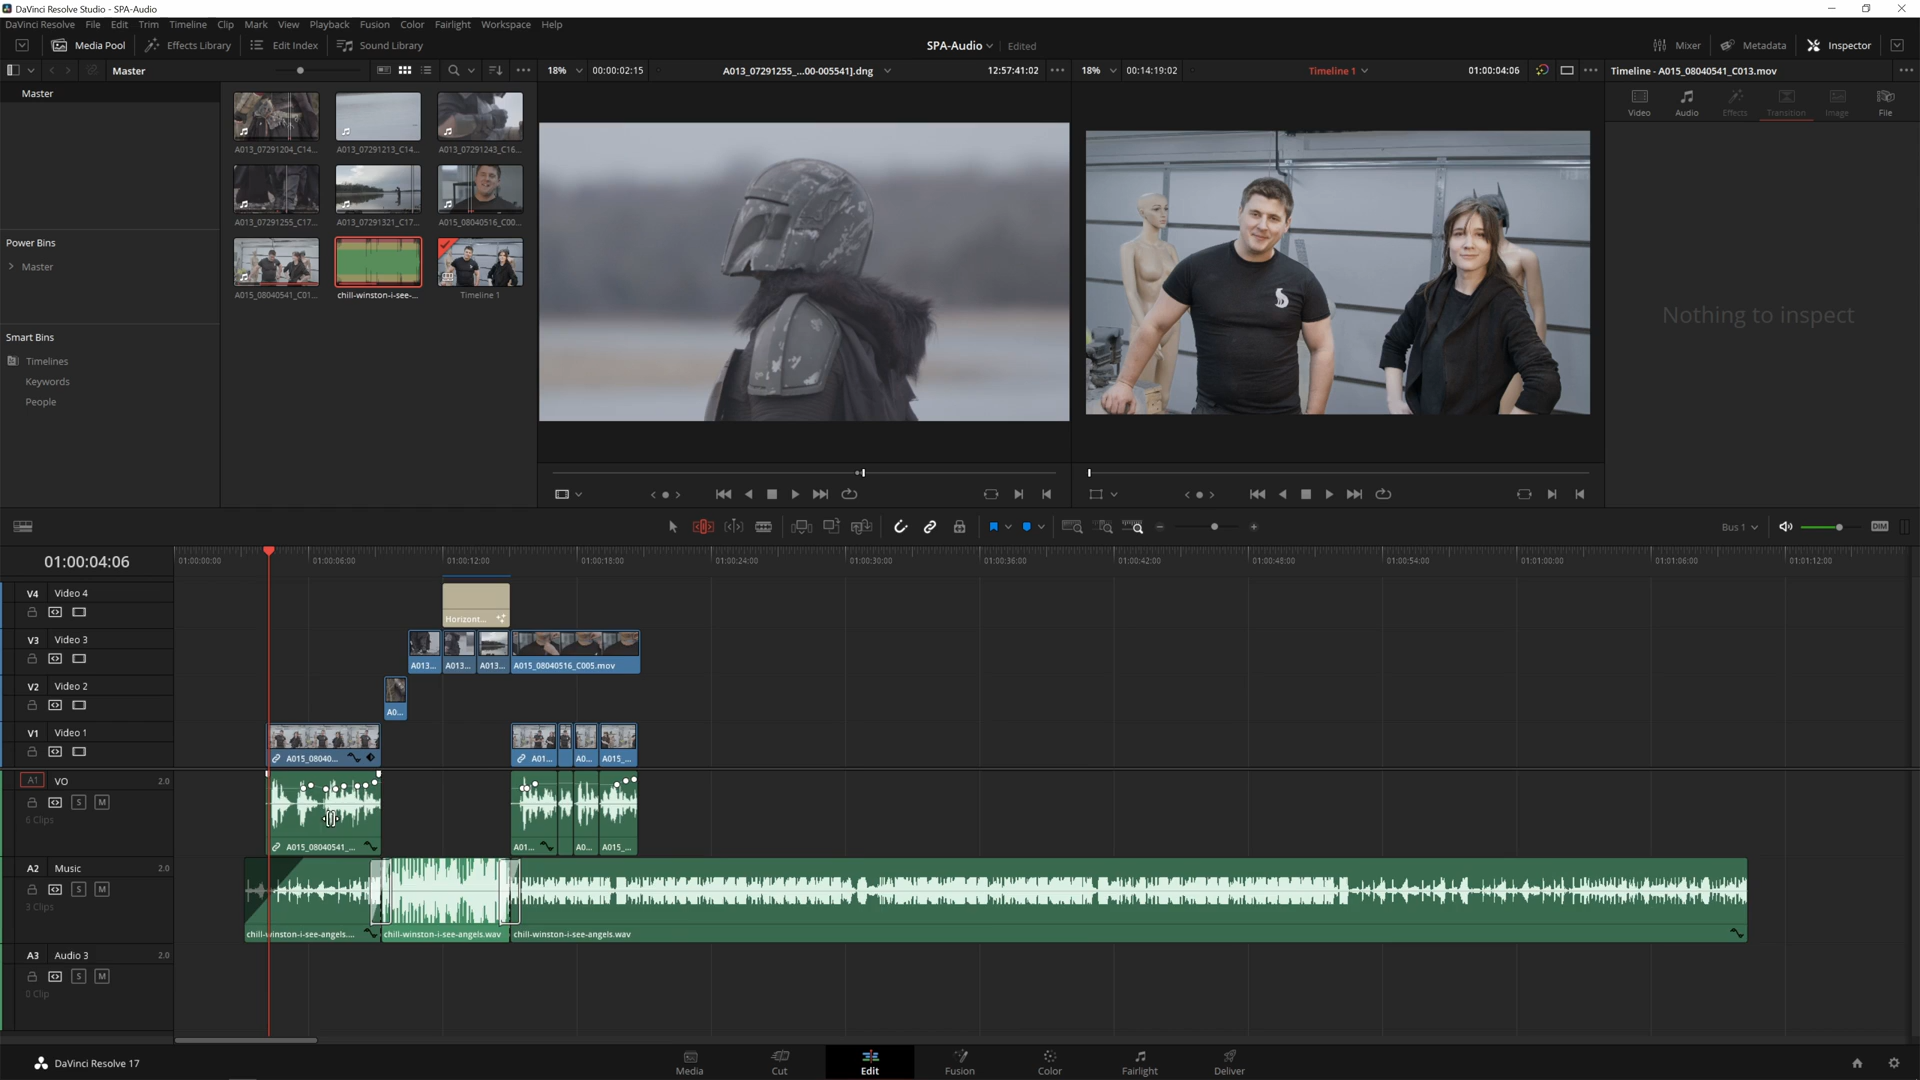 DaVinci Resolve Studio - SPA-Audio
DaVinci Resolve File Edit Trim Timeline Clip Mark View Playback Fusion Color Fairlight Workspace Help
Media Pool Effects Library Edit Index Sound Library SPA-Audio Edited Mixer Metadata Inspector
Master 18% 00:00:02:15 A013_07291255_...00-005541].dng 12:57:41:02 18% 00:14:19:02 Timeline 1 01:00:04:06 Timeline - A015_08040541_C013.mov
Master
Video Audio Effects Transition Image File
A013_07291204_C14... A013_07291213_C14... A013_07291243_C16...
A013_07291255_C17... A013_07291321_C17... A015_08040516_C00...
Power Bins
Master
A015_08040541_C01... chill-winston-i-see-... Timeline 1
Nothing to inspect
Smart Bins
Timelines
Keywords
People
Bus 1 DIM
01:00:04:06
01:00:00:00 01:00:06:00 01:00:12:00 01:00:18:00 01:00:24:00 01:00:30:00 01:00:36:00 01:00:42:00 01:00:48:00 01:00:54:00 01:01:00:00 01:01:06:00 01:01:12:00
V4 Video 4
Horizont...
V3 Video 3
A013... A013... A013... A015_08040516_C005.mov
V2 Video 2
A0...
V1 Video 1
A015_08040... A01... A0... A015_...
A1 VO 2.0
S M
6 Clips
A015_08040541_... A01... A0... A015_...
A2 Music 2.0
S M
3 Clips
chill-winston-i-see-angels.... chill-winston-i-see-angels.wav chill-winston-i-see-angels.wav
A3 Audio 3 2.0
S M
0 Clip
DaVinci Resolve 17
Media Cut Edit Fusion Color Fairlight Deliver